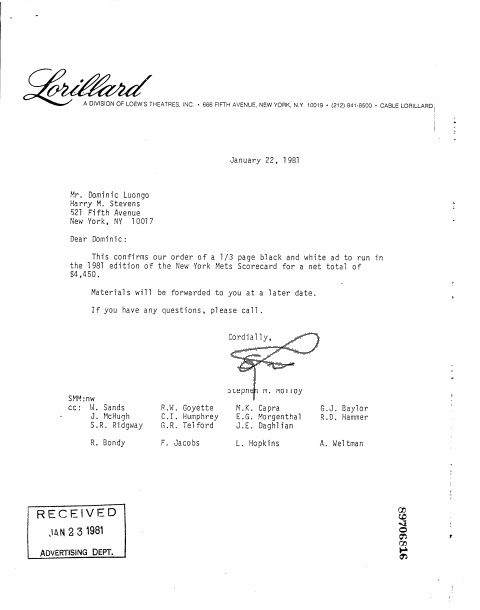 Lorillard
A DIVISION OF LOEW'S THEATRES, INC. • 666 FIFTH AVENUE, NEW YORK, N.Y. 10019 • (212) 841-8500 • CABLE LORILLARD
January 22, 1981
Mr. Dominic Luongo
Harry M. Stevens
521 Fifth Avenue
New York, NY 10017
Dear Dominic:
This confirms our order of a 1/3 page black and white ad to run in
the 1981 edition of the New York Mets Scorecard for a net total of
$4,450.
Materials will be forwarded to you at a later date.
If you have any questions, please call.
Cordially,
Stephen M. Molloy
SMM:nw
cc: W. Sands R.W. Goyette M.K. Capra G.J. Baylor
J. McHugh C.I. Humphrey E.G. Morgenthal R.D. Hammer
S.R. Ridgway G.R. Telford J.E. Daghlian
R. Bondy F. Jacobs L. Hopkins A. Weltman
RECEIVED
JAN 23 1981
ADVERTISING DEPT.
89706816